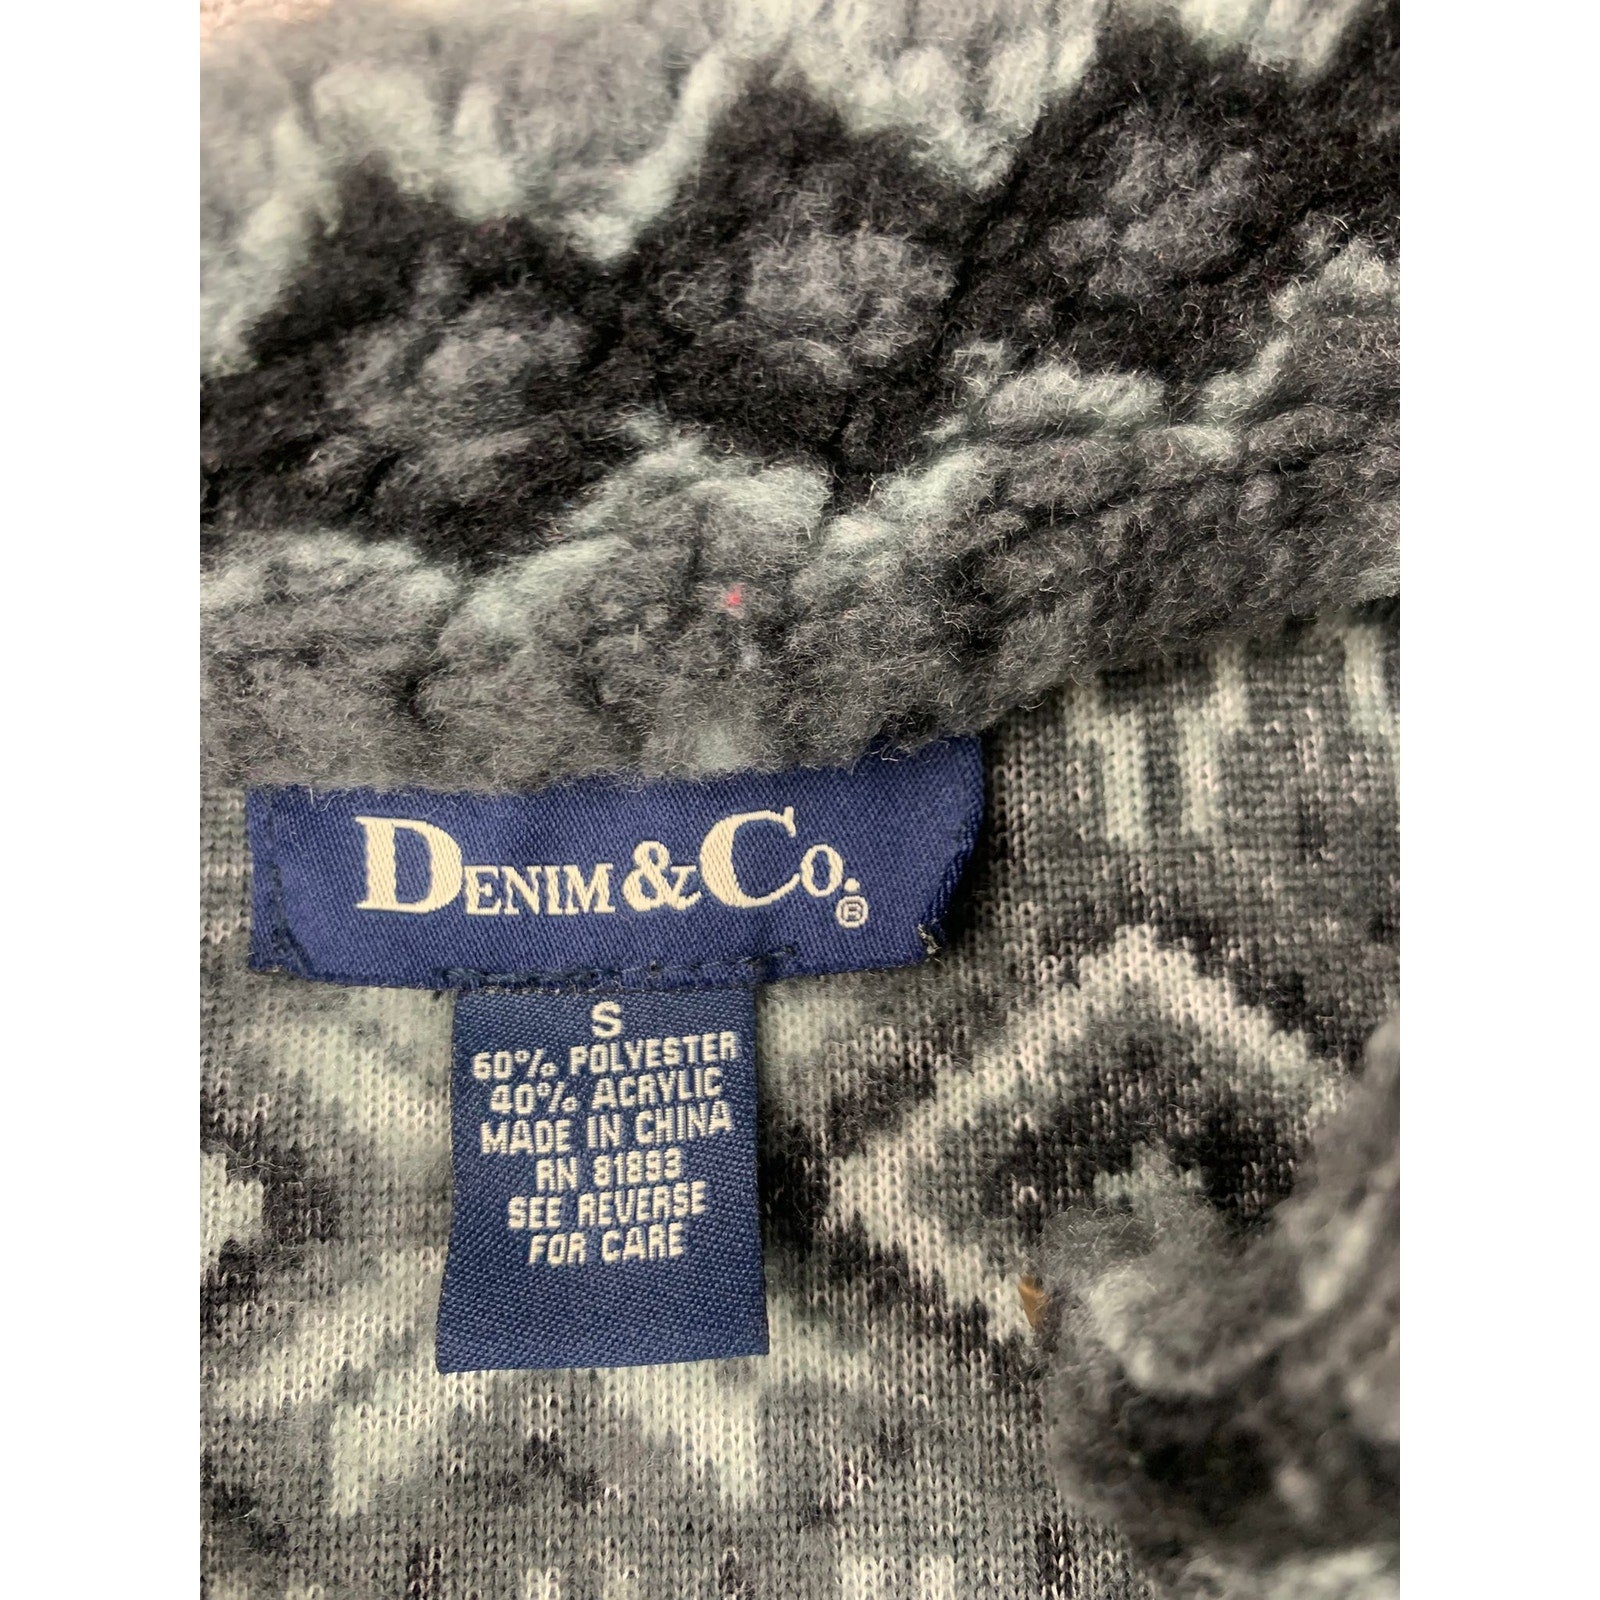 DENIM & CO.®
S
60% POLYESTER
40% ACRYLIC
MADE IN CHINA
RN 81893
SEE REVERSE
FOR CARE